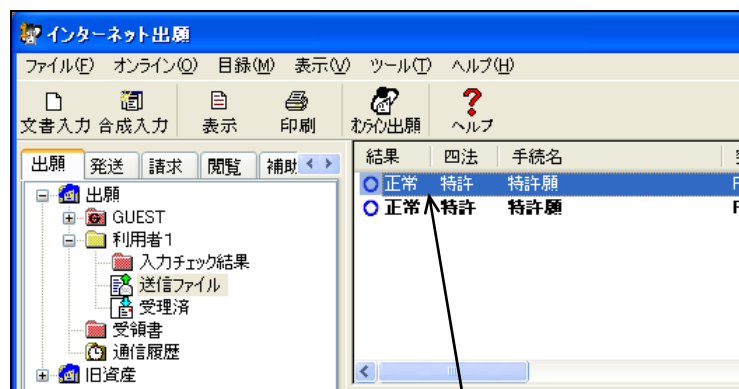 インターネット出願
ファイル(F) オンライン(O) 目録(M) 表示(V) ツール(T) ヘルプ(H)
文書入力 合成入力 表示 印刷 オンライン出願 ヘルプ
出願 発送 請求 閲覧 補助
結果 四法 手続名
正常 特許 特許願
正常 特許 特許願
出願
GUEST
利用者1
入力チェック結果
送信ファイル
受理済
受領書
通信履歴
旧資産